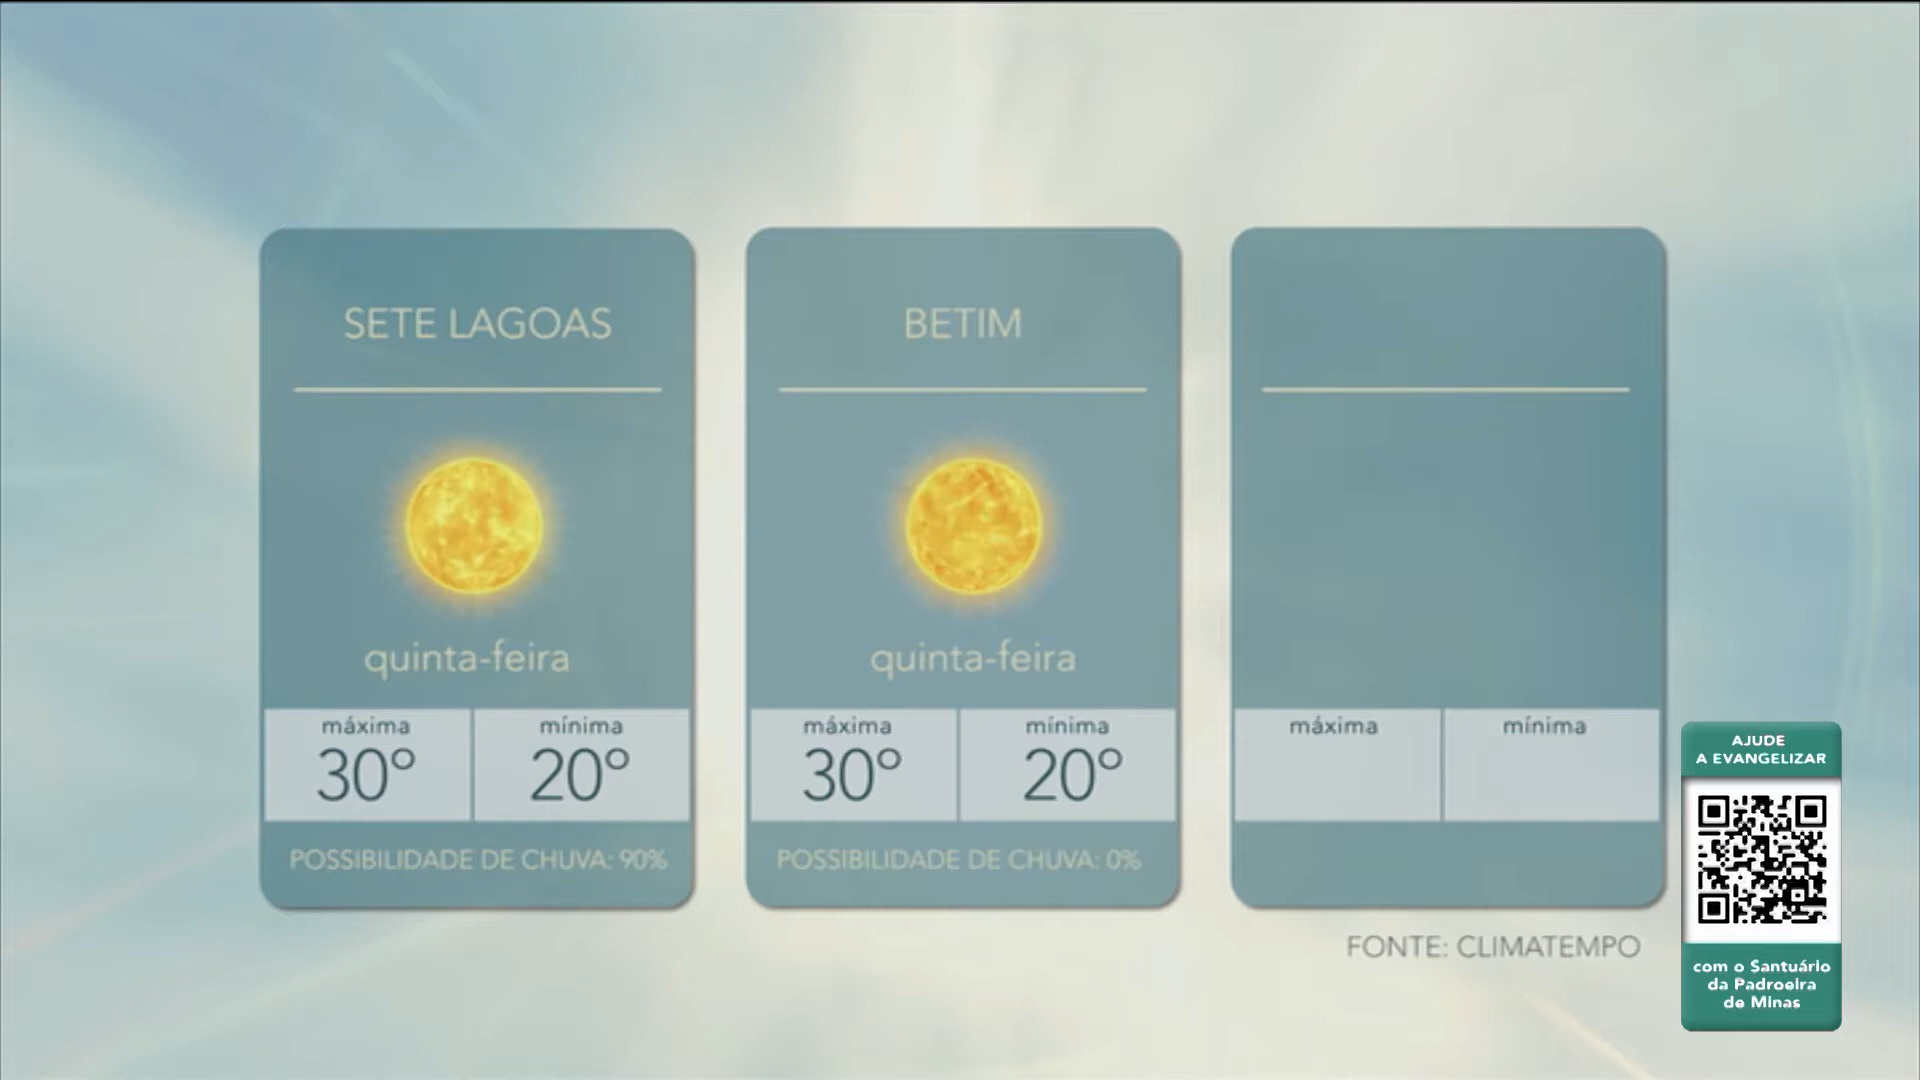 SETE LAGOAS
quinta-feira
máxima
30°
mínima
20°
POSSIBILIDADE DE CHUVA: 90%
BETIM
quinta-feira
máxima
30°
mínima
20°
POSSIBILIDADE DE CHUVA: 0%
máxima
mínima
FONTE: CLIMATEMPO
AJUDE
A EVANGELIZAR
com o Santuário
da Padroeira
de Minas